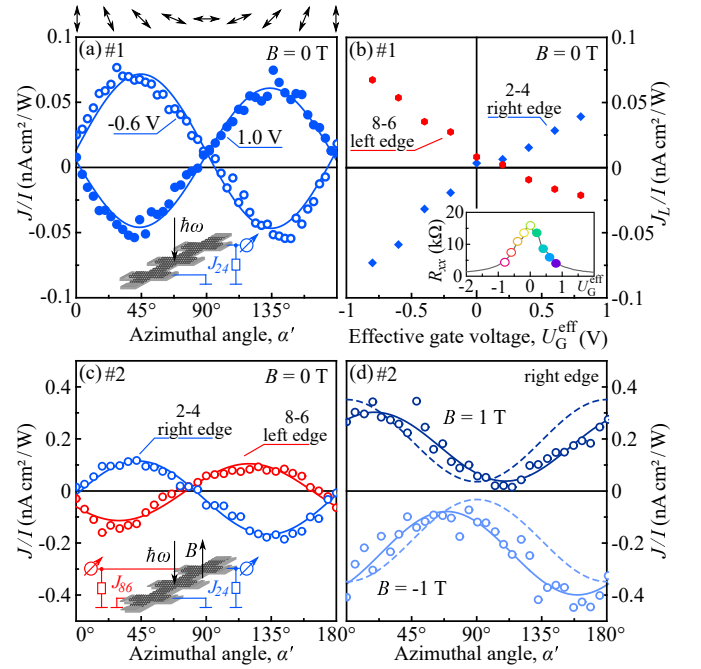 (a) #1
B = 0 T
-0.6 V
1.0 V
ħω
J24
0.1
0.05
0
-0.05
-0.1
J/I (nA cm²/W)
0
45°
90°
135°
Azimuthal angle, α′
(b) #1
B = 0 T
2-4
right edge
8-6
left edge
0.1
0.05
0
-0.05
-0.1
J_L/I (nA cm²/W)
20
15
10
5
0
R_xx (kΩ)
-2
-1
0
1
U_G^eff
-1
-0.5
0
0.5
1
Effective gate voltage, U_G^eff (V)
(c) #2
B = 0 T
2-4
right edge
8-6
left edge
ħω
B
J86
J24
0.4
0.2
0
-0.2
-0.4
J/I (nA cm²/W)
0°
45°
90°
135°
180°
Azimuthal angle, α′
(d) #2
right edge
B = 1 T
B = -1 T
0.4
0.2
0
-0.2
-0.4
J/I (nA cm²/W)
45°
90°
135°
180°
Azimuthal angle, α′